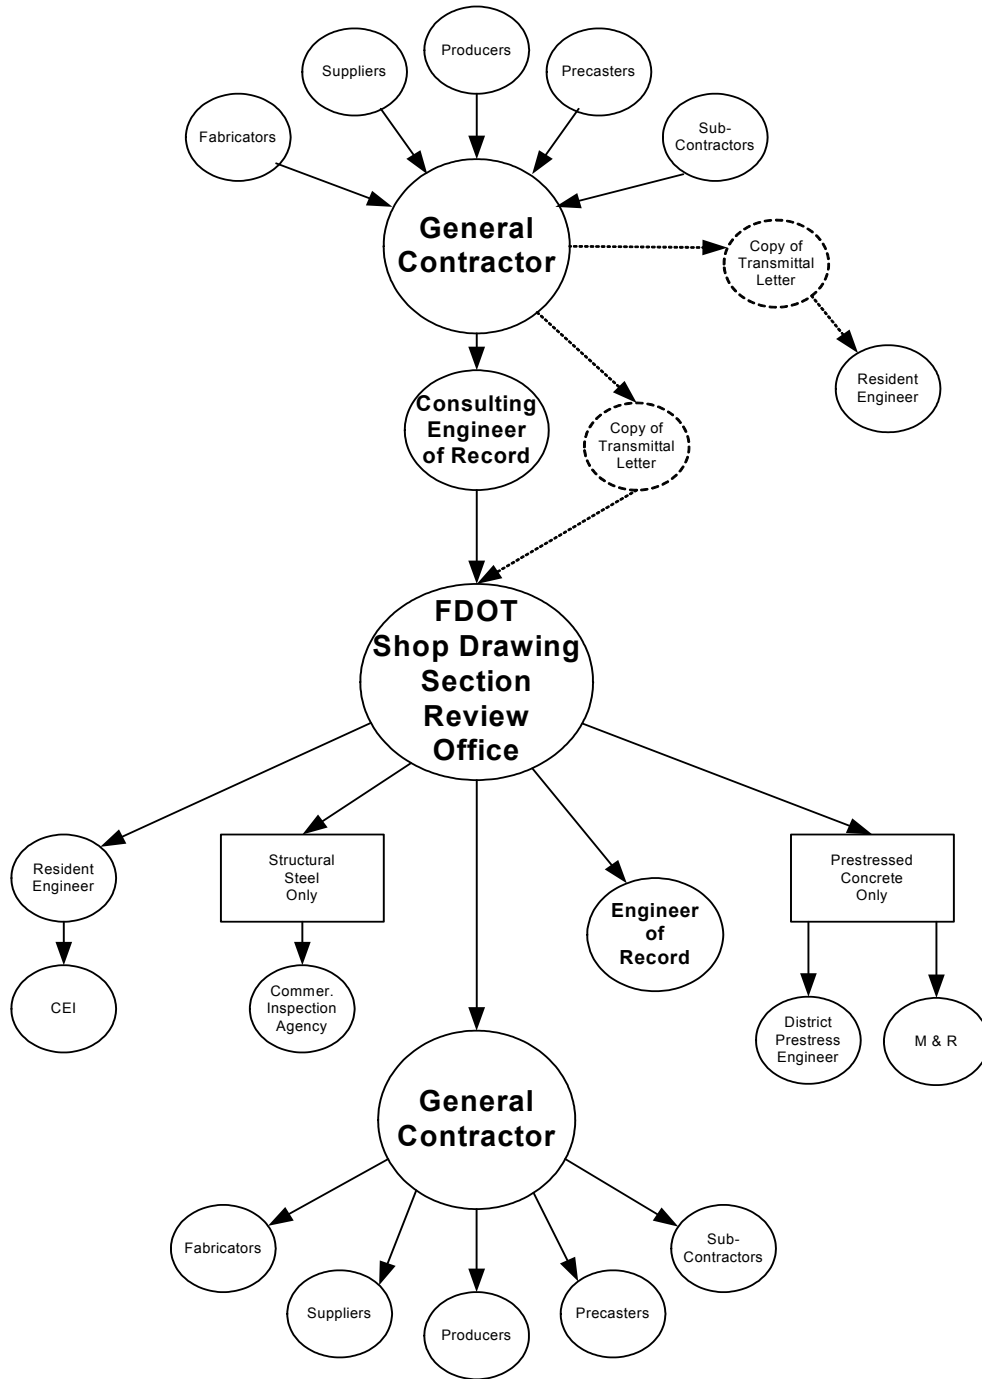 Producers
Suppliers
Precasters
Fabricators
Sub-
Contractors
General
Contractor
Copy of
Transmittal
Letter
Resident
Engineer
Consulting
Engineer
of Record
Copy of
Transmittal
Letter
FDOT
Shop Drawing
Section
Review
Office
Resident
Engineer
Structural
Steel
Only
Engineer
of
Record
Prestressed
Concrete
Only
CEI
Commer.
Inspection
Agency
District
Prestress
Engineer
M & R
General
Contractor
Fabricators
Sub-
Contractors
Suppliers
Producers
Precasters